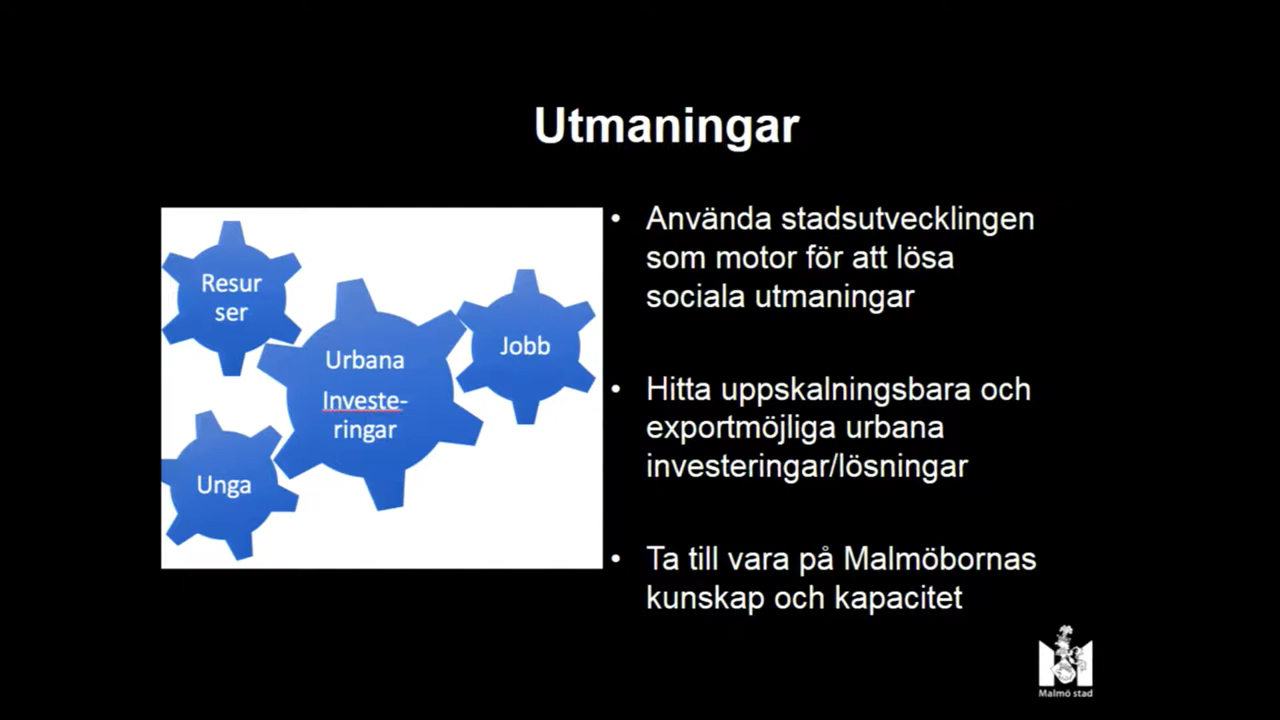 Utmaningar
Resur
ser
Urbana
Investe-
ringar
Jobb
Unga
• Använda stadsutvecklingen
som motor för att lösa
sociala utmaningar
• Hitta uppskalningsbara och
exportmöjliga urbana
investeringar/lösningar
• Ta till vara på Malmöbornas
kunskap och kapacitet
Malmö stad